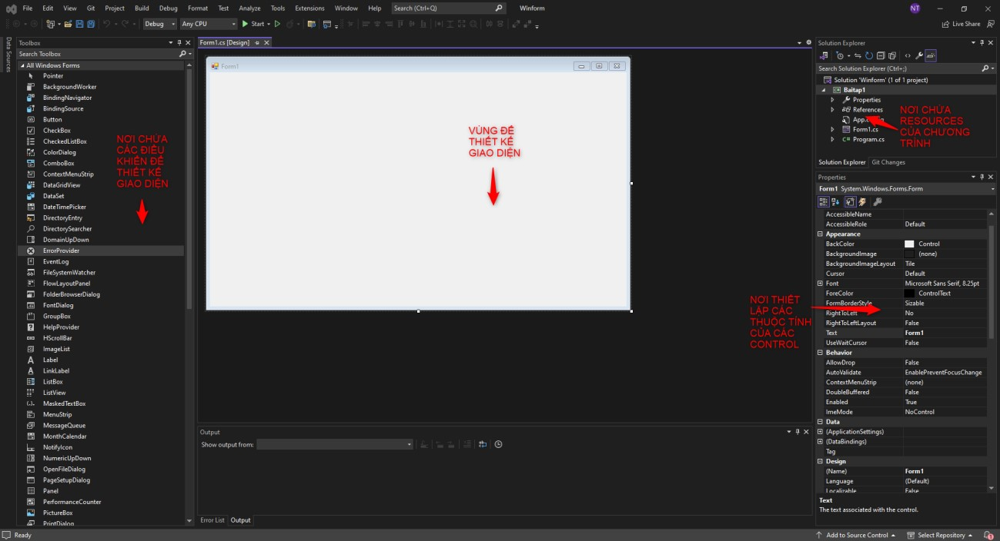 File Edit View Git Project Build Debug Format Test Analyze Tools Extensions Window Help Search (Ctrl+Q) Winform NT
Debug Any CPU Start Live Share
Data Sources
Toolbox
Search Toolbox
All Windows Forms
Pointer
BackgroundWorker
BindingNavigator
BindingSource
Button
CheckBox
CheckedListBox
ColorDialog
ComboBox
ContextMenuStrip
DataGridView
DataSet
DateTimePicker
DirectoryEntry
DirectorySearcher
DomainUpDown
ErrorProvider
EventLog
FileSystemWatcher
FlowLayoutPanel
FolderBrowserDialog
FontDialog
GroupBox
HelpProvider
HScrollBar
ImageList
Label
LinkLabel
ListBox
ListView
MaskedTextBox
MenuStrip
MessageQueue
MonthCalendar
NotifyIcon
NumericUpDown
OpenFileDialog
PageSetupDialog
Panel
PerformanceCounter
PictureBox
PrintDialog
NƠI CHỨA
CÁC ĐIỀU
KHIỂN ĐỂ
THIẾT KẾ
GIAO DIỆN
Form1.cs [Design]
Form1
VÙNG ĐỂ
THIẾT KẾ
GIAO DIỆN
NƠI THIẾT
LẬP CÁC
THUỘC TÍNH
CỦA CÁC
CONTROL
Output
Show output from:
Error List Output
Solution Explorer
Search Solution Explorer (Ctrl+;)
Solution 'Winform' (1 of 1 project)
Baitap1
Properties
References
Form1.cs
Program.cs
NƠI CHỨA
RESOURCES
CỦA CHƯƠNG
TRÌNH
Solution Explorer Git Changes
Properties
Form1 System.Windows.Forms.Form
AccessibleName
AccessibleRole Default
Appearance
BackColor Control
BackgroundImage (none)
BackgroundImageLayout Tile
Cursor Default
Font Microsoft Sans Serif, 8.25pt
ForeColor ControlText
FormBorderStyle Sizable
RightToLeft No
RightToLeftLayout False
Text Form1
UseWaitCursor False
Behavior
AllowDrop False
AutoValidate EnablePreventFocusChange
ContextMenuStrip (none)
DoubleBuffered False
Enabled True
ImeMode NoControl
Data
(ApplicationSettings)
(DataBindings)
Tag
Design
(Name) Form1
Language (Default)
Localizable False
Text
The text associated with the control.
Ready Add to Source Control Select Repository 1